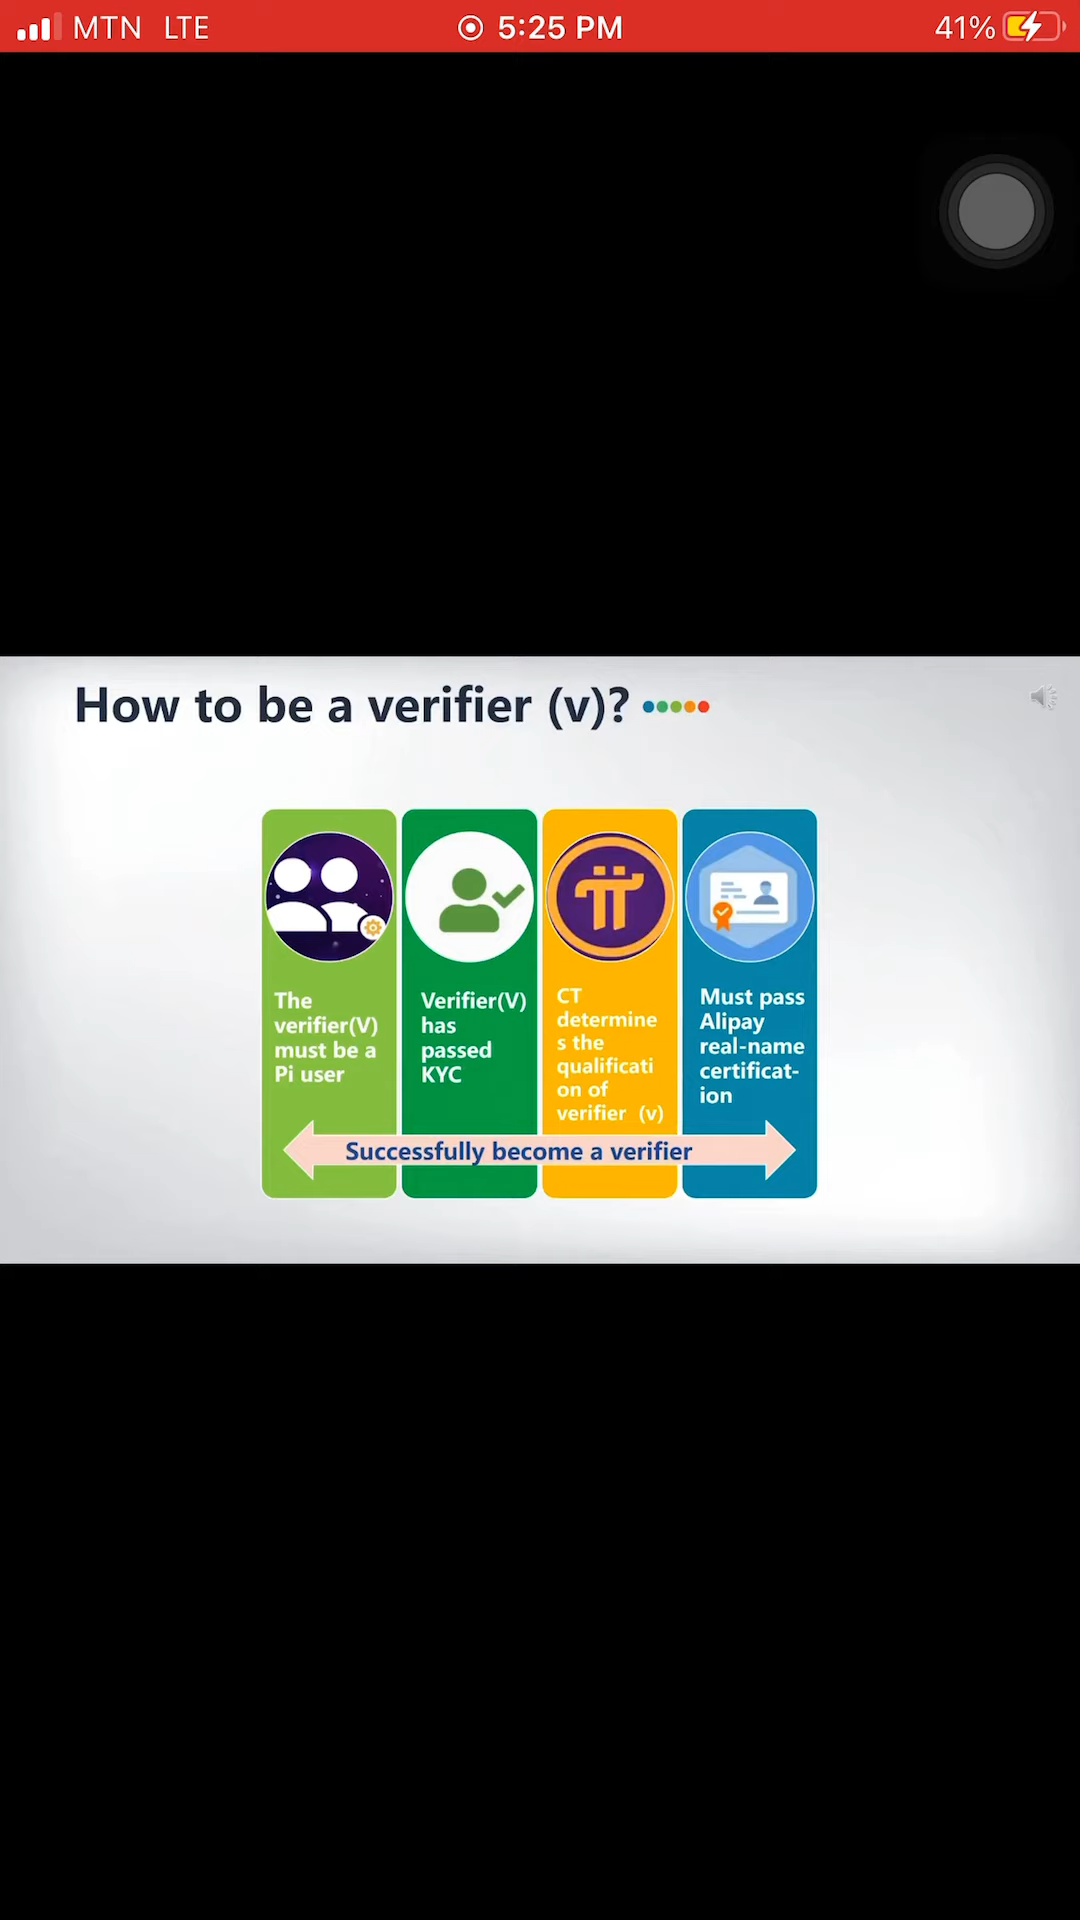 MTN LTE 5:25 PM 41%
How to be a verifier (v)?
The
verifier(V)
must be a
Pi user
Verifier(V)
has
passed
KYC
CT
determine
s the
qualificati
on of
verifier (v)
Must pass
Alipay
real-name
certificat-
ion
Successfully become a verifier